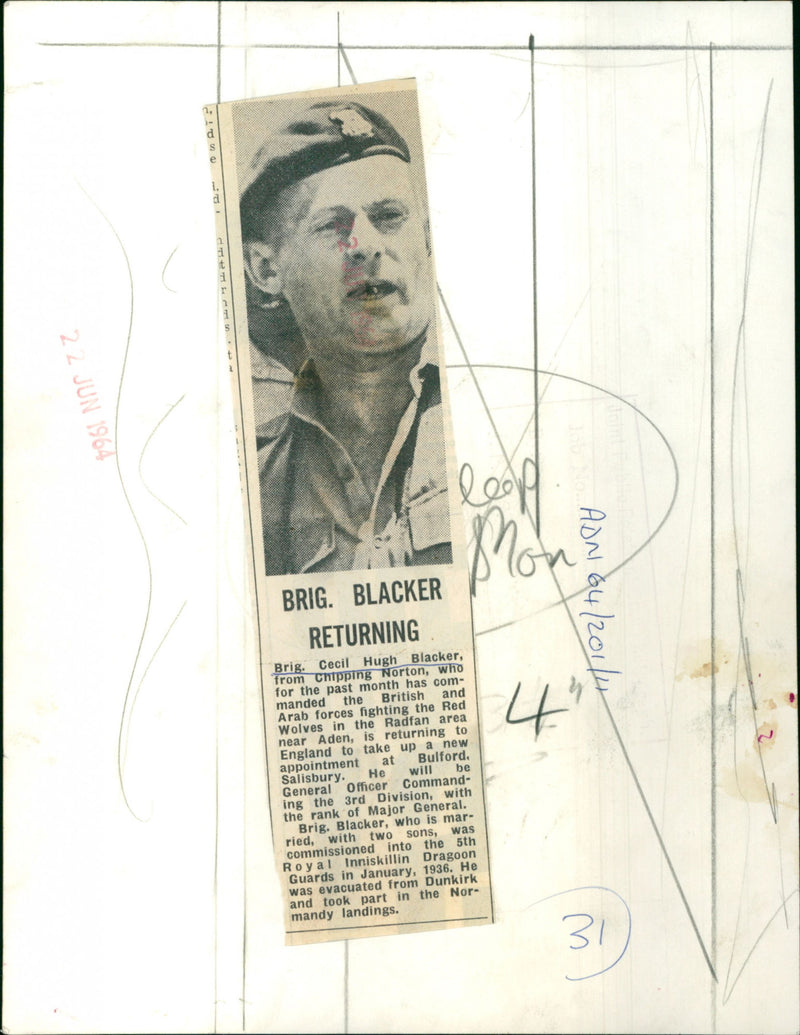 22 JUN 1964
BRIG. BLACKER
RETURNING
Brig. Cecil Hugh Blacker,
from Chipping Norton, who
for the past month has com-
manded the British and
Arab forces fighting the Red
Wolves in the Radfan area
near Aden, is returning to
England to take up a new
appointment at Bulford,
Salisbury. He will be
General Officer Command-
ing the 3rd Division, with
the rank of Major General.
Brig. Blacker, who is mar-
ried, with two sons, was
commissioned into the 5th
Royal Inniskillin Dragoon
Guards in January, 1936. He
was evacuated from Dunkirk
and took part in the Nor-
mandy landings.
Mon
ADN 64/201/11
4"
31